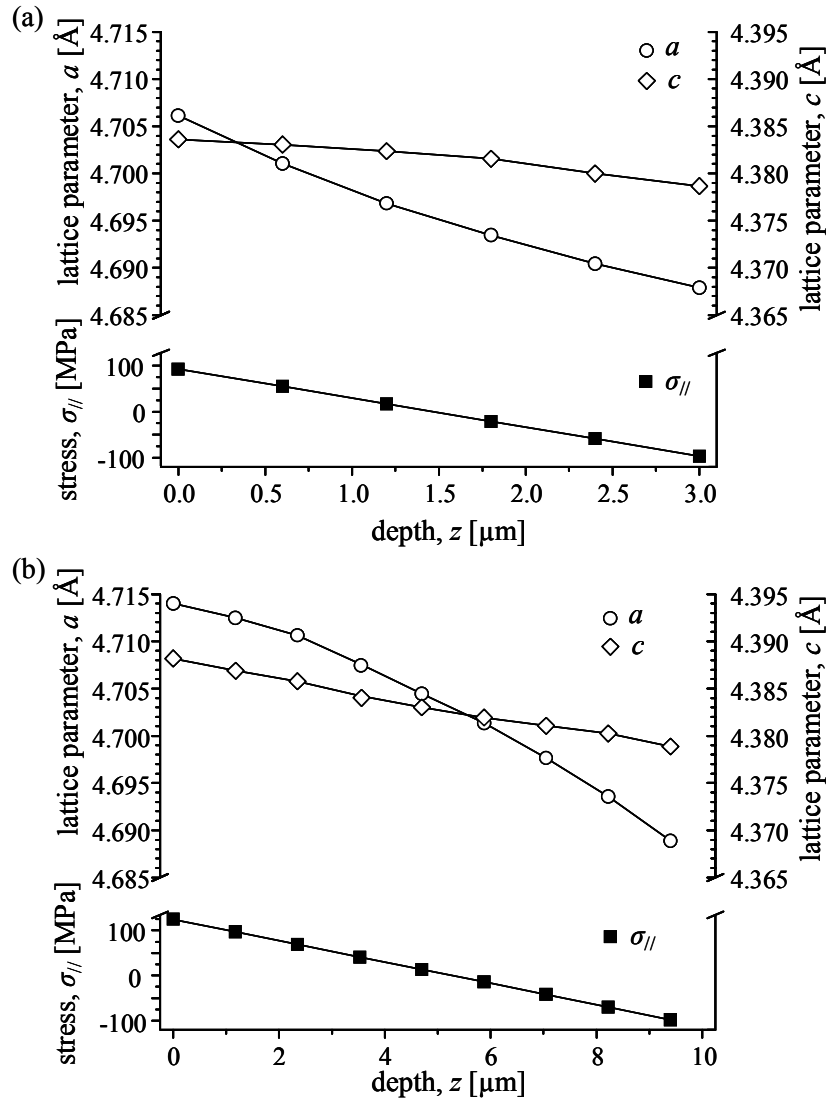 (a)
lattice parameter, a [Å]
4.715
4.710
4.705
4.700
4.695
4.690
4.685
a
c
4.395
4.390
4.385
4.380
4.375
4.370
4.365
lattice parameter, c [Å]
stress, σ// [MPa]
100
0
-100
σ//
0.0 0.5 1.0 1.5 2.0 2.5 3.0
depth, z [µm]
(b)
lattice parameter, a [Å]
4.715
4.710
4.705
4.700
4.695
4.690
4.685
a
c
4.395
4.390
4.385
4.380
4.375
4.370
4.365
lattice parameter, c [Å]
stress, σ// [MPa]
100
0
-100
σ//
0 2 4 6 8 10
depth, z [µm]